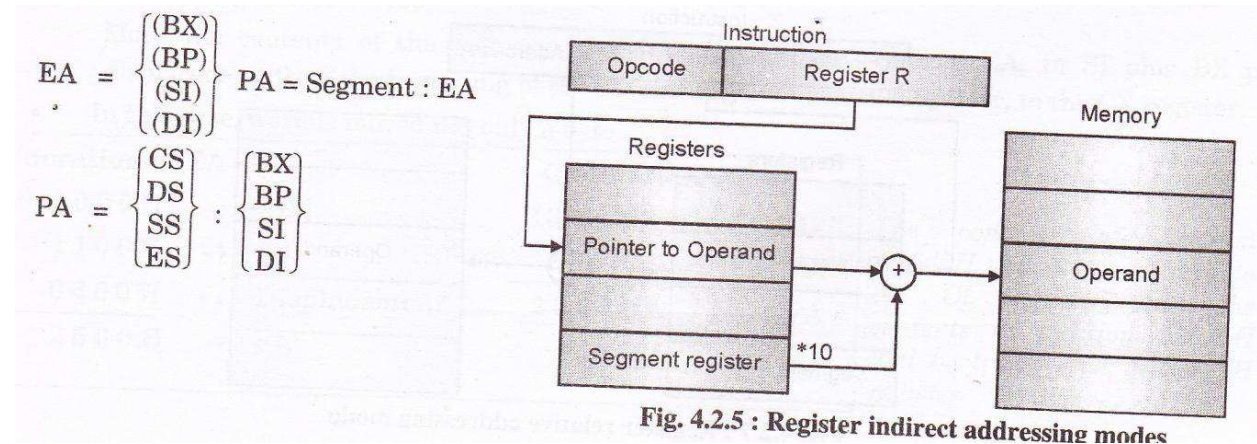 EA = {(BX) (BP) (SI) (DI)} PA = Segment : EA
PA = {CS DS SS ES} : {BX BP SI DI}
Instruction
Opcode Register R
Registers
Pointer to Operand
Segment register
*10
+
Memory
Operand
Fig. 4.2.5 : Register indirect addressing modes